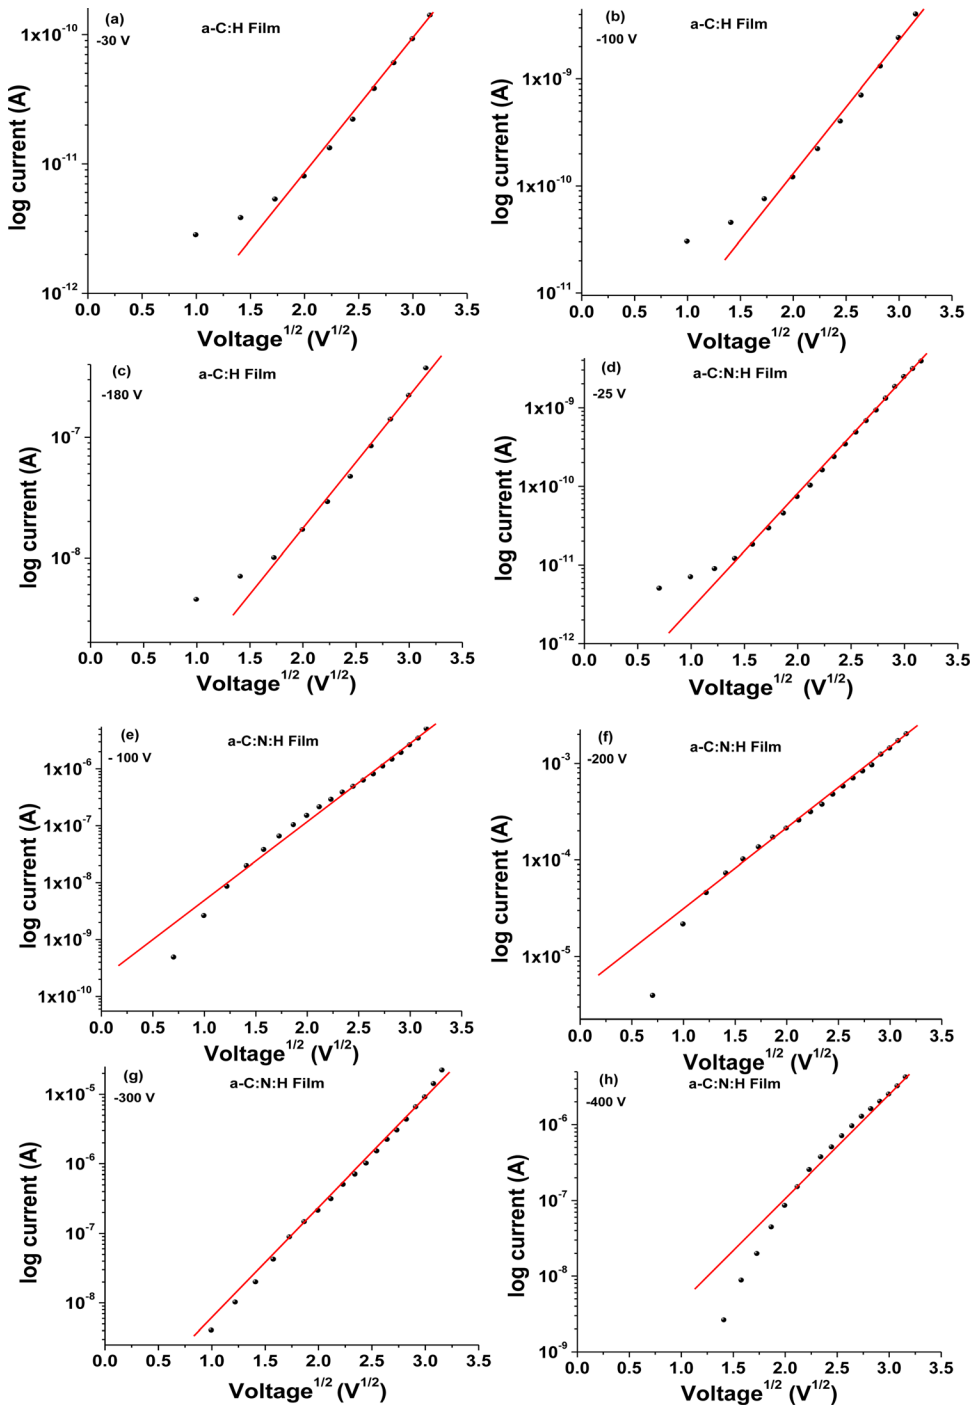 (a)
a-C:H Film
-30 V
1x10⁻¹⁰
10⁻¹¹
10⁻¹²
log current (A)
0.0 0.5 1.0 1.5 2.0 2.5 3.0 3.5
Voltage^1/2 (V^1/2)
(b)
a-C:H Film
-100 V
1x10⁻⁹
1x10⁻¹⁰
10⁻¹¹
log current (A)
0.0 0.5 1.0 1.5 2.0 2.5 3.0 3.5
Voltage^1/2 (V^1/2)
(c)
a-C:H Film
-180 V
10⁻⁷
10⁻⁸
log current (A)
0.0 0.5 1.0 1.5 2.0 2.5 3.0 3.5
Voltage^1/2 (V^1/2)
(d)
a-C:N:H Film
-25 V
1x10⁻⁹
1x10⁻¹⁰
10⁻¹¹
10⁻¹²
log current (A)
0.0 0.5 1.0 1.5 2.0 2.5 3.0 3.5
Voltage^1/2 (V^1/2)
(e)
a-C:N:H Film
- 100 V
1x10⁻⁶
1x10⁻⁷
1x10⁻⁸
1x10⁻⁹
1x10⁻¹⁰
log current (A)
0.0 0.5 1.0 1.5 2.0 2.5 3.0 3.5
Voltage^1/2 (V^1/2)
(f)
a-C:N:H Film
-200 V
10⁻³
1x10⁻⁴
1x10⁻⁵
log current (A)
0.0 0.5 1.0 1.5 2.0 2.5 3.0 3.5
Voltage^1/2 (V^1/2)
(g)
a-C:N:H Film
-300 V
1x10⁻⁵
10⁻⁶
10⁻⁷
10⁻⁸
log current (A)
0.0 0.5 1.0 1.5 2.0 2.5 3.0 3.5
Voltage^1/2 (V^1/2)
(h)
a-C:N:H Film
-400 V
10⁻⁶
10⁻⁷
10⁻⁸
10⁻⁹
log current (A)
0.0 0.5 1.0 1.5 2.0 2.5 3.0 3.5
Voltage^1/2 (V^1/2)